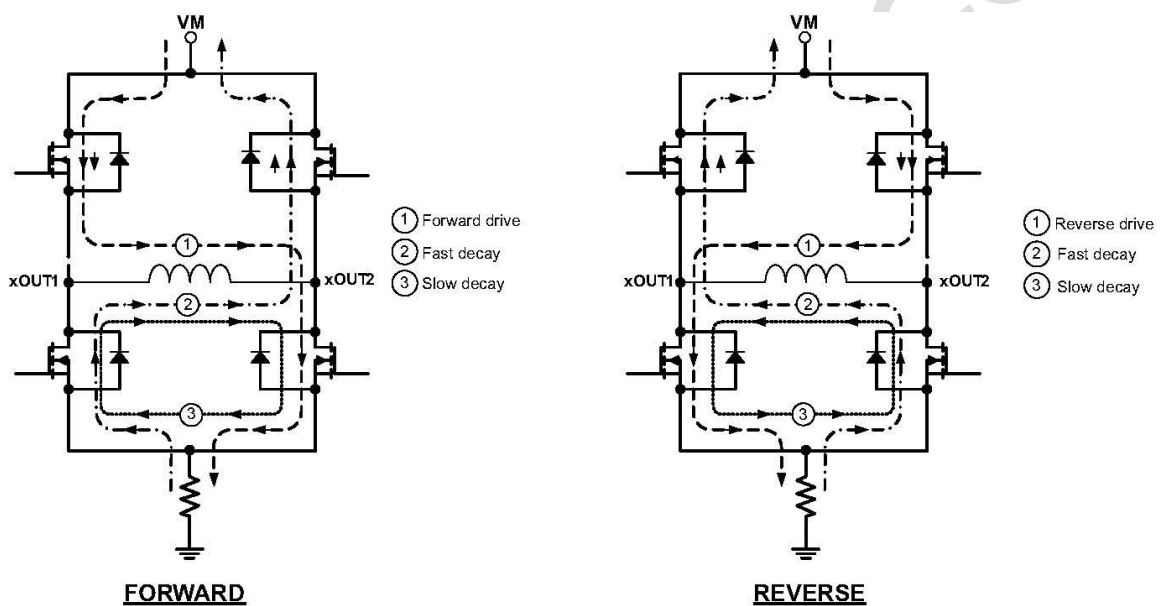 VM
xOUT1
xOUT2
1
2
3
1 Forward drive
2 Fast decay
3 Slow decay
FORWARD
VM
xOUT1
xOUT2
1
2
3
1 Reverse drive
2 Fast decay
3 Slow decay
REVERSE